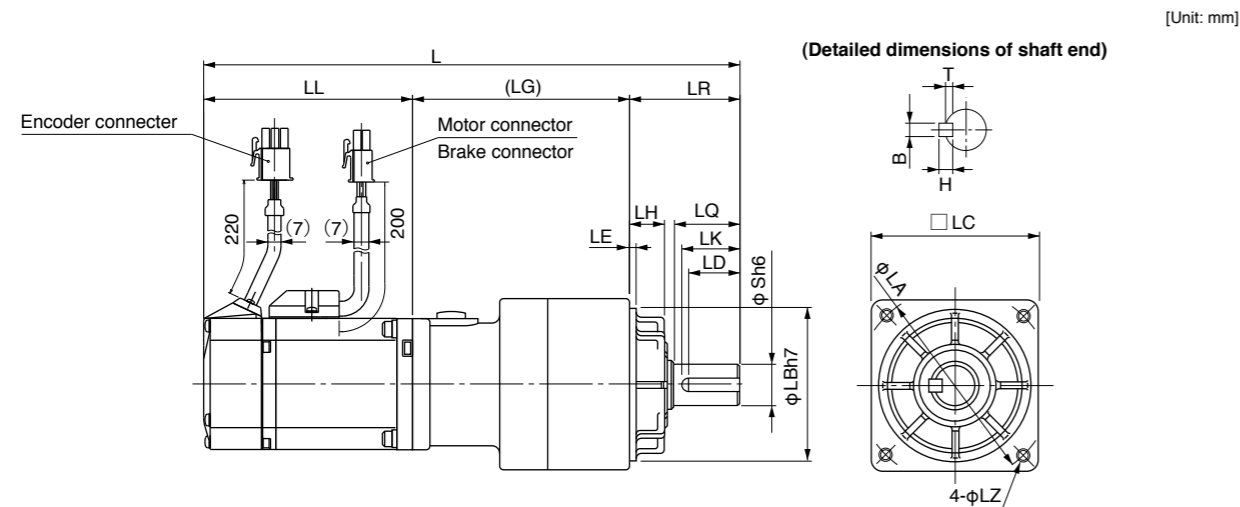 [Unit: mm]
(Detailed dimensions of shaft end)
L
LL
(LG)
LR
T
B
H
Encoder connecter
Motor connector
Brake connector
220
(7)
(7)
200
LH
LQ
LE
LK
LD
φSh6
φLBh7
□ LC
φLA
4-φLZ